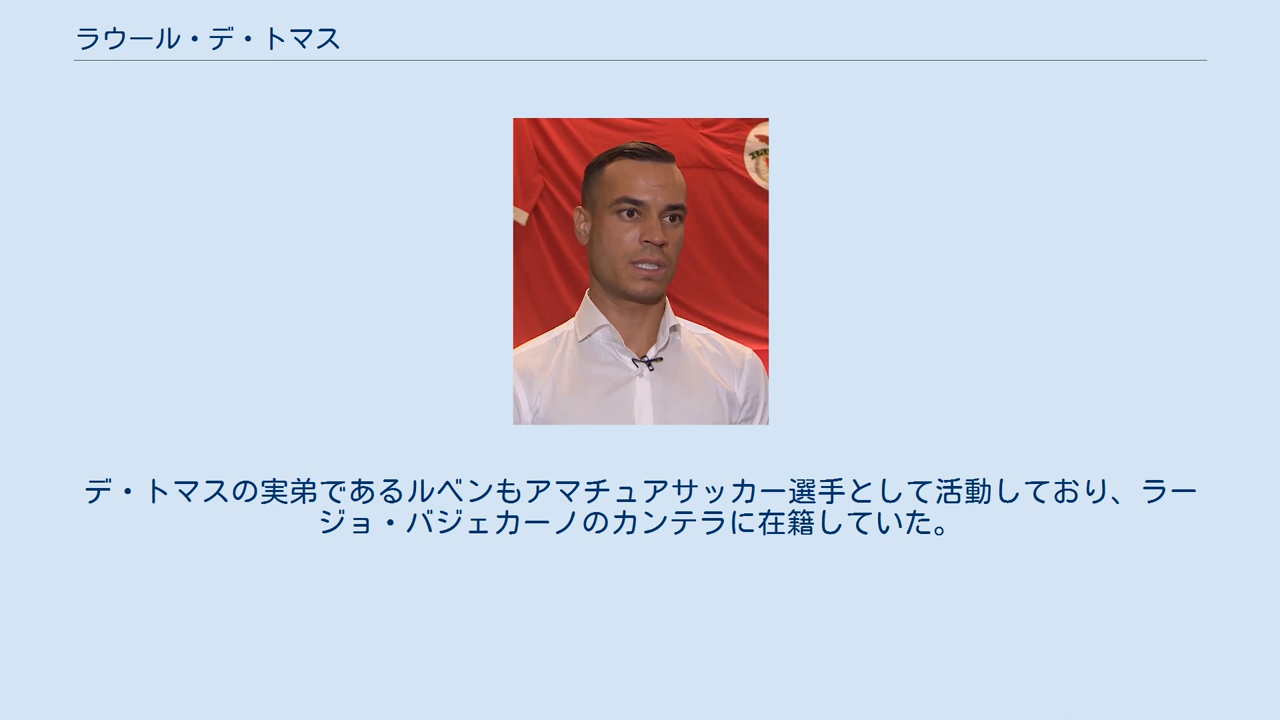 ラウール・デ・トマス
デ・トマスの実弟であるルベンもアマチュアサッカー選手として活動しており、ラー
ジョ・バジェカーノのカンテラに在籍していた。